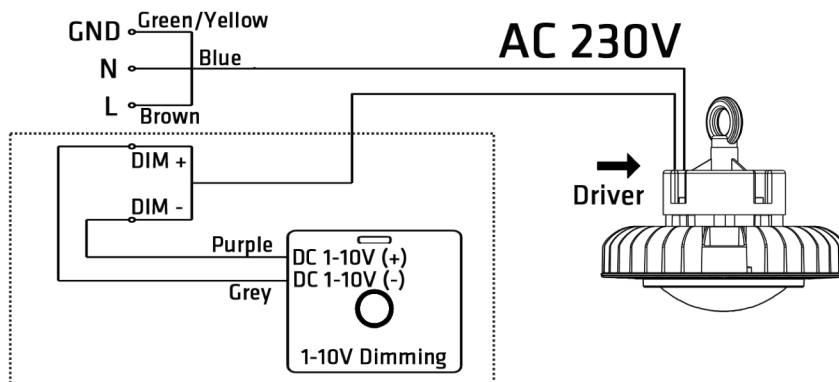 GND Green/Yellow
AC 230V
N Blue
L Brown
DIM +
Driver
DIM -
Purple
DC 1-10V (+)
DC 1-10V (-)
Grey
1-10V Dimming